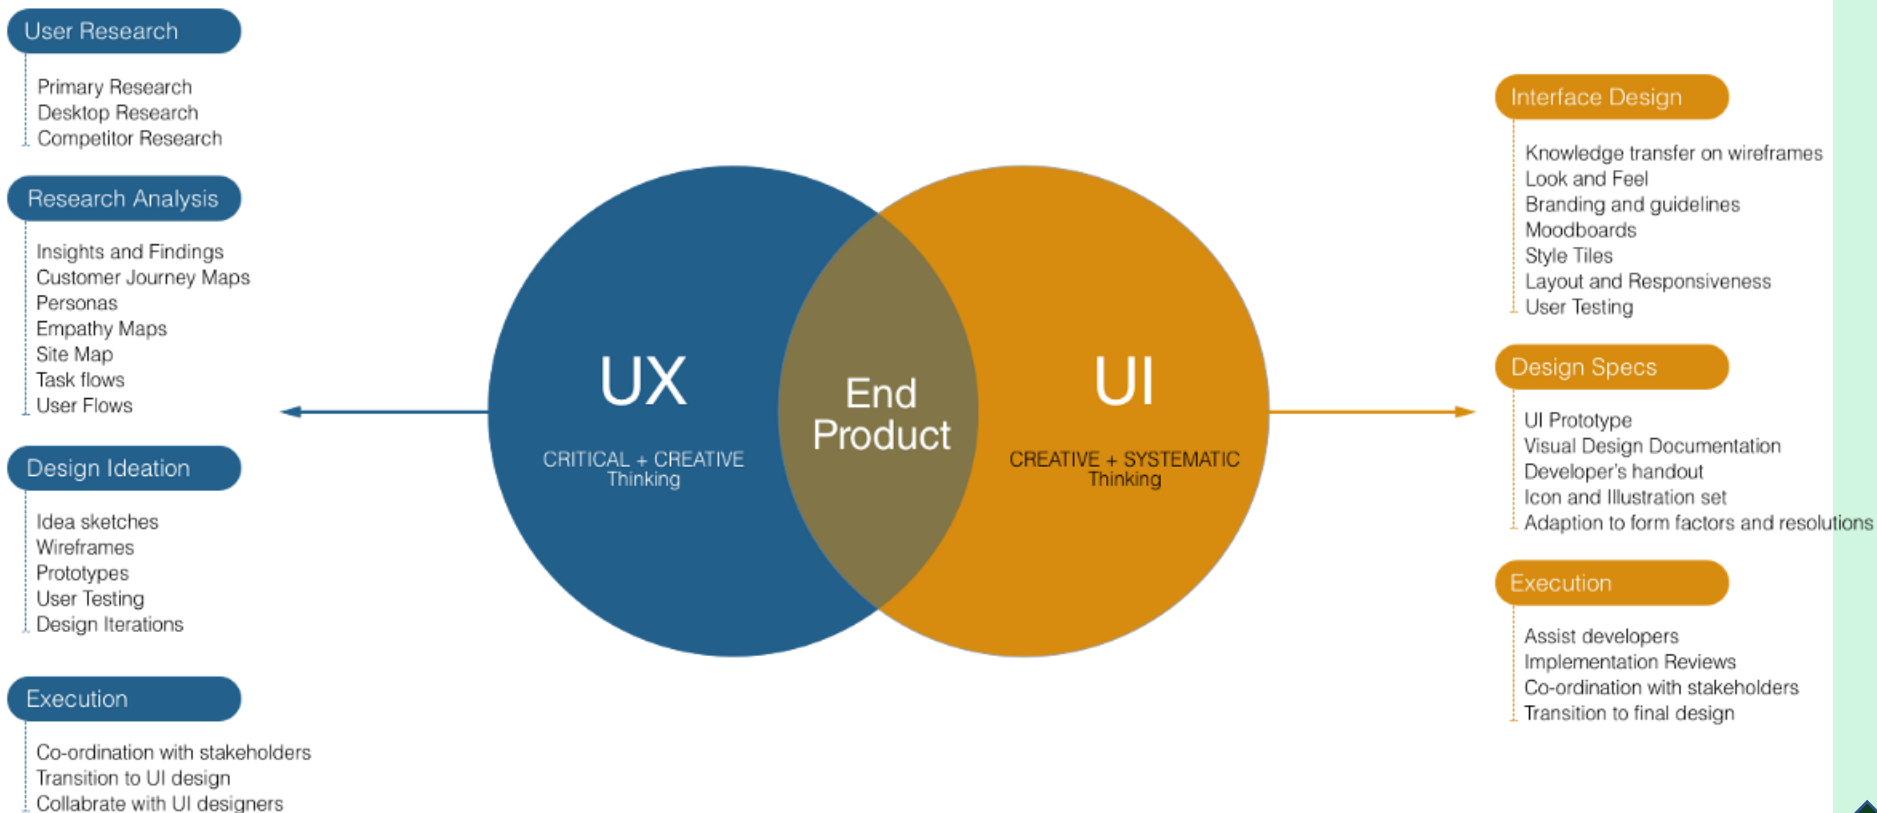 User Research
Primary Research
Desktop Research
Competitor Research
Research Analysis
Insights and Findings
Customer Journey Maps
Personas
Empathy Maps
Site Map
Task flows
User Flows
Design Ideation
Idea sketches
Wireframes
Prototypes
User Testing
Design Iterations
Execution
Co-ordination with stakeholders
Transition to UI design
Collabrate with UI designers
UX
CRITICAL + CREATIVE
Thinking
End
Product
UI
CREATIVE + SYSTEMATIC
Thinking
Interface Design
Knowledge transfer on wireframes
Look and Feel
Branding and guidelines
Moodboards
Style Tiles
Layout and Responsiveness
User Testing
Design Specs
UI Prototype
Visual Design Documentation
Developer's handout
Icon and Illustration set
Adaption to form factors and resolutions
Execution
Assist developers
Implementation Reviews
Co-ordination with stakeholders
Transition to final design